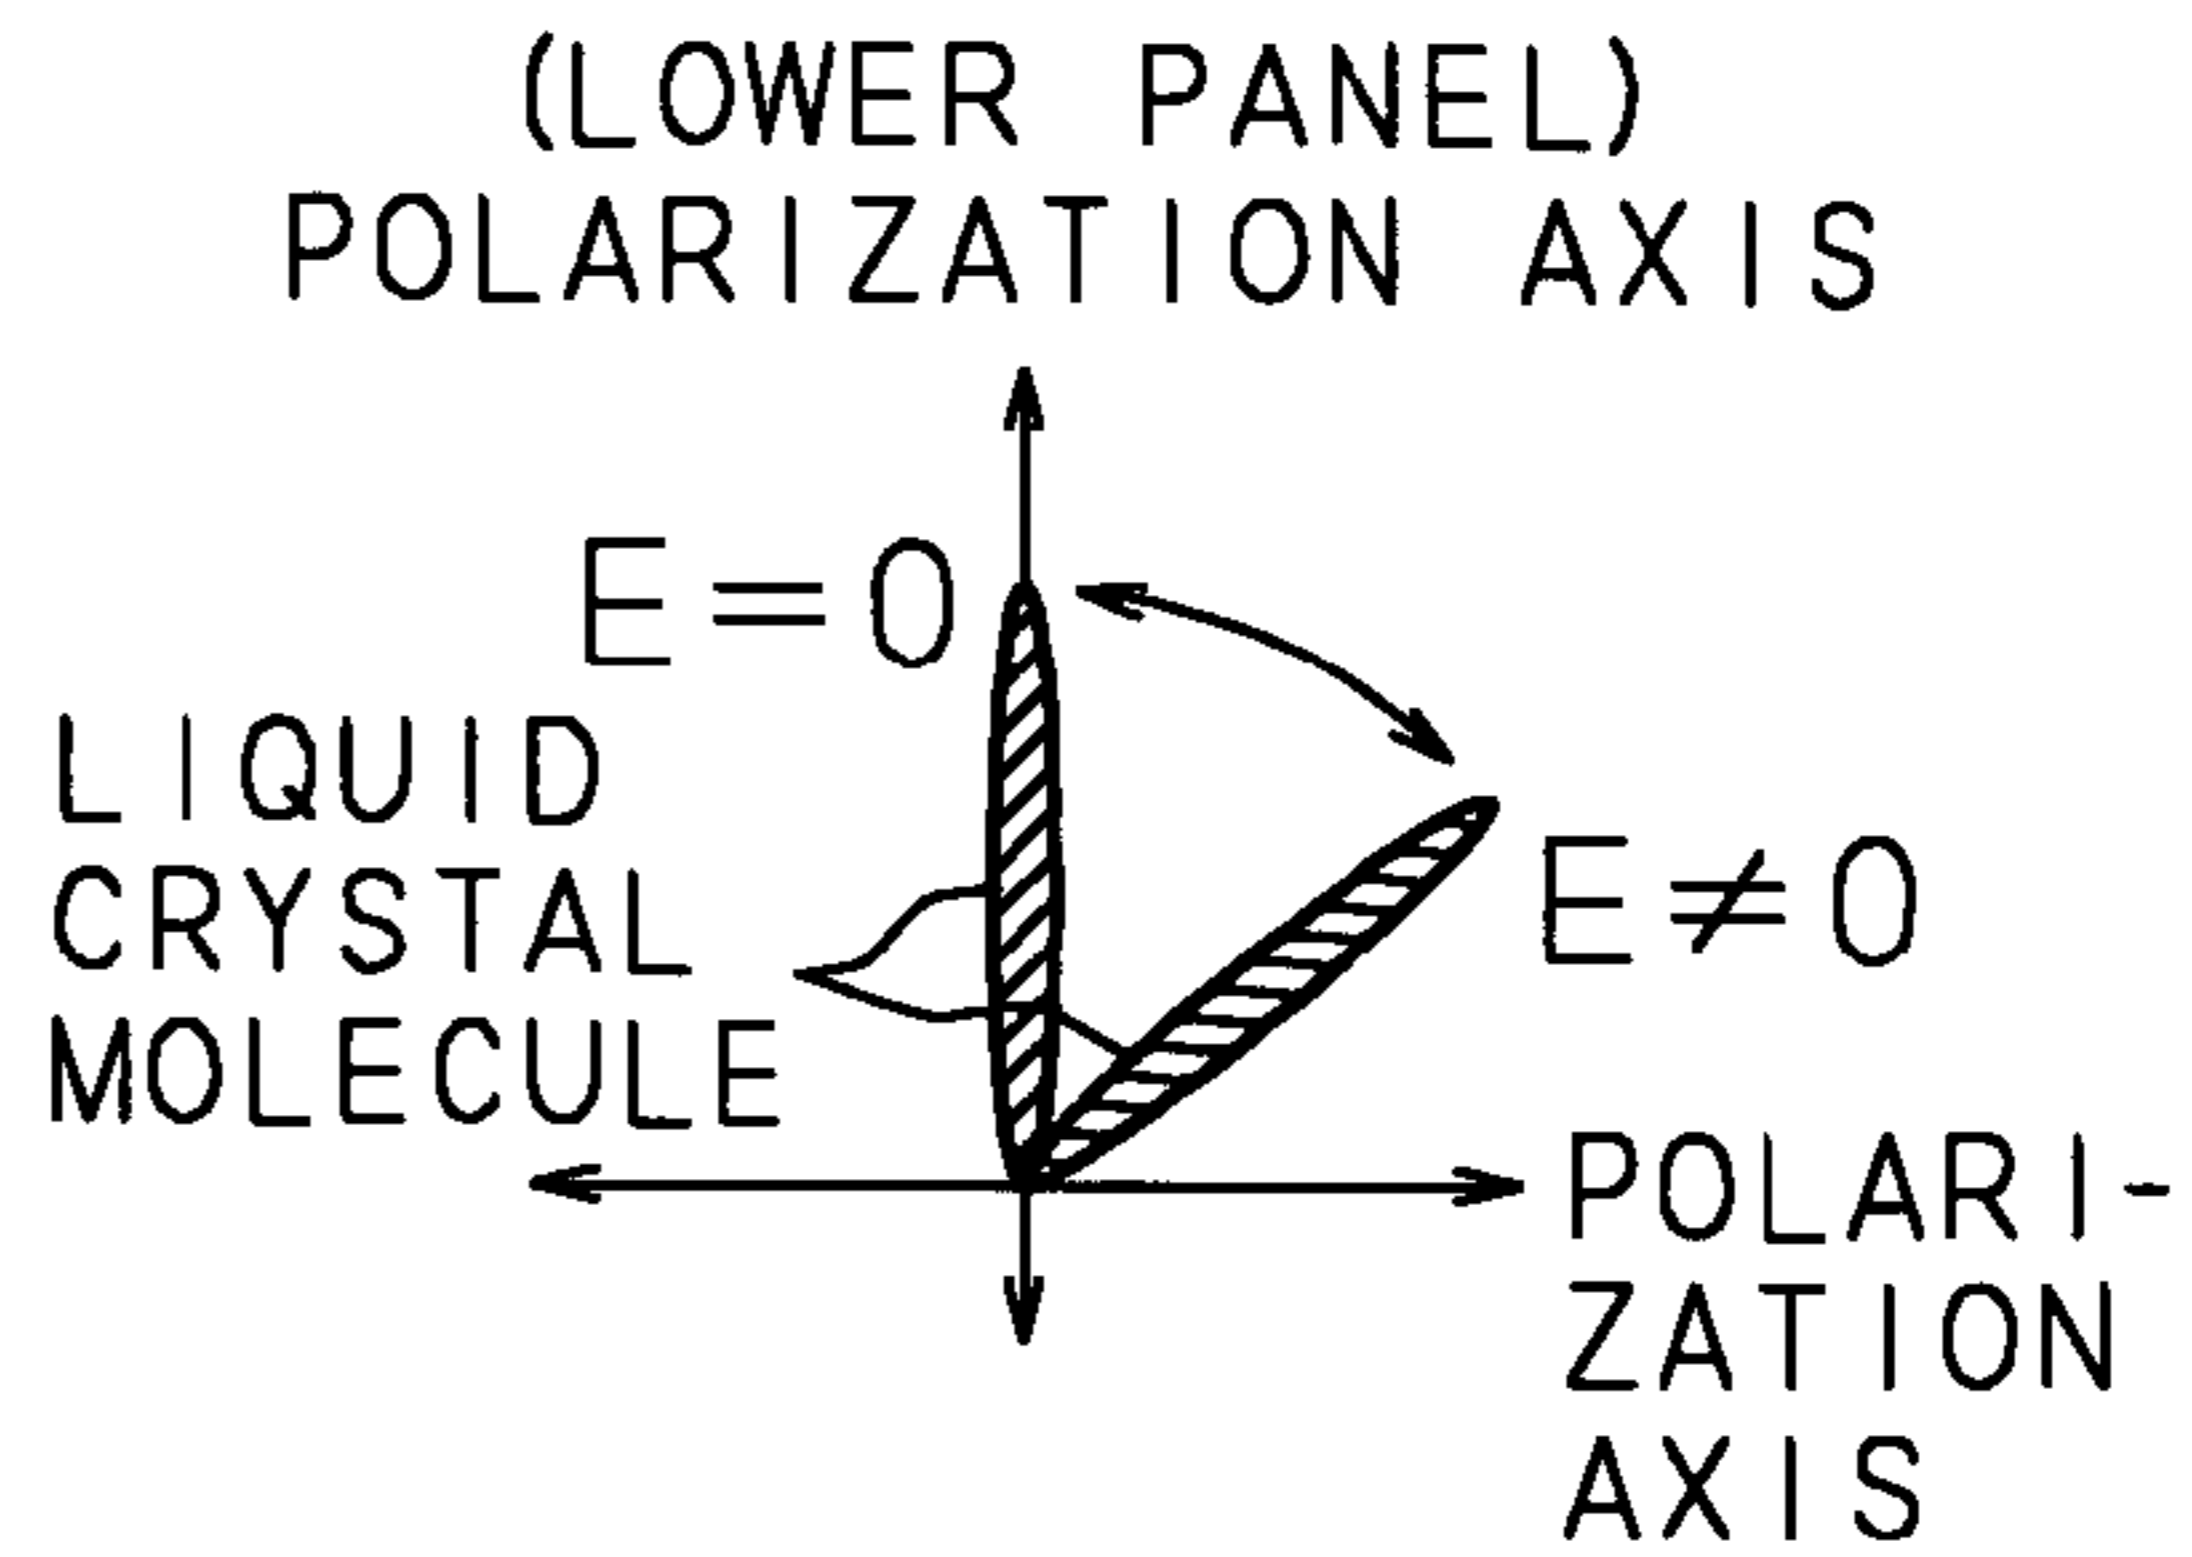 (LOWER PANEL)
POLARIZATION AXIS
E=0
LIQUID
CRYSTAL
MOLECULE
E≠0
POLARI-
ZATION
AXIS